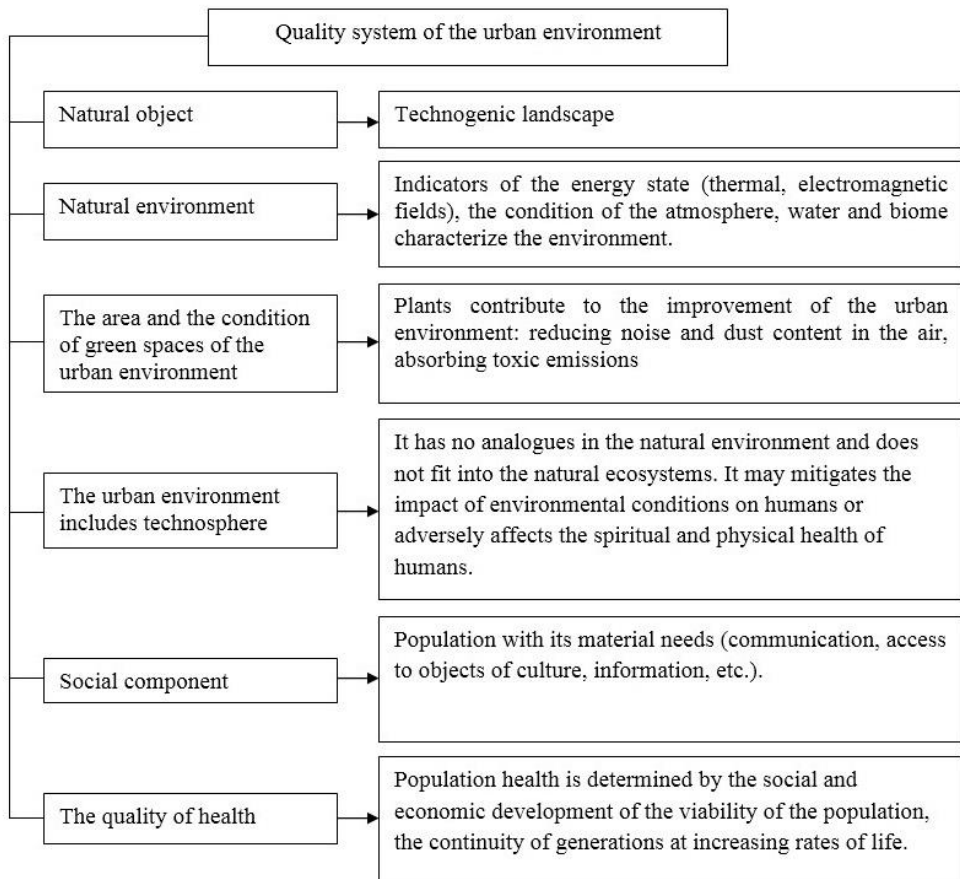 Quality system of the urban environment
Natural object
Technogenic landscape
Natural environment
Indicators of the energy state (thermal, electromagnetic
fields), the condition of the atmosphere, water and biome
characterize the environment.
The area and the condition
of green spaces of the
urban environment
Plants contribute to the improvement of the urban
environment: reducing noise and dust content in the air,
absorbing toxic emissions
The urban environment
includes technosphere
It has no analogues in the natural environment and does
not fit into the natural ecosystems. It may mitigates the
impact of environmental conditions on humans or
adversely affects the spiritual and physical health of
humans.
Social component
Population with its material needs (communication, access
to objects of culture, information, etc.).
The quality of health
Population health is determined by the social and
economic development of the viability of the population,
the continuity of generations at increasing rates of life.